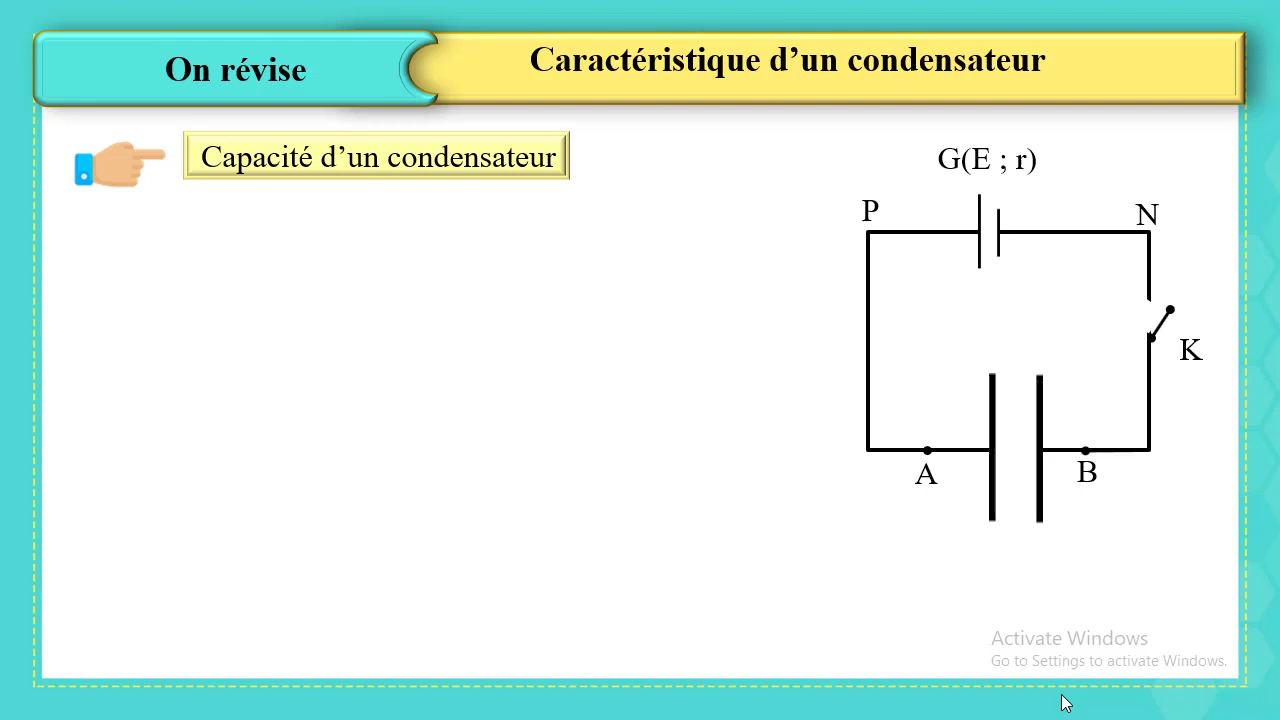 On révise
Caractéristique d’un condensateur
Capacité d’un condensateur
G(E ; r)
P
N
K
A
B
Activate Windows
Go to Settings to activate Windows.